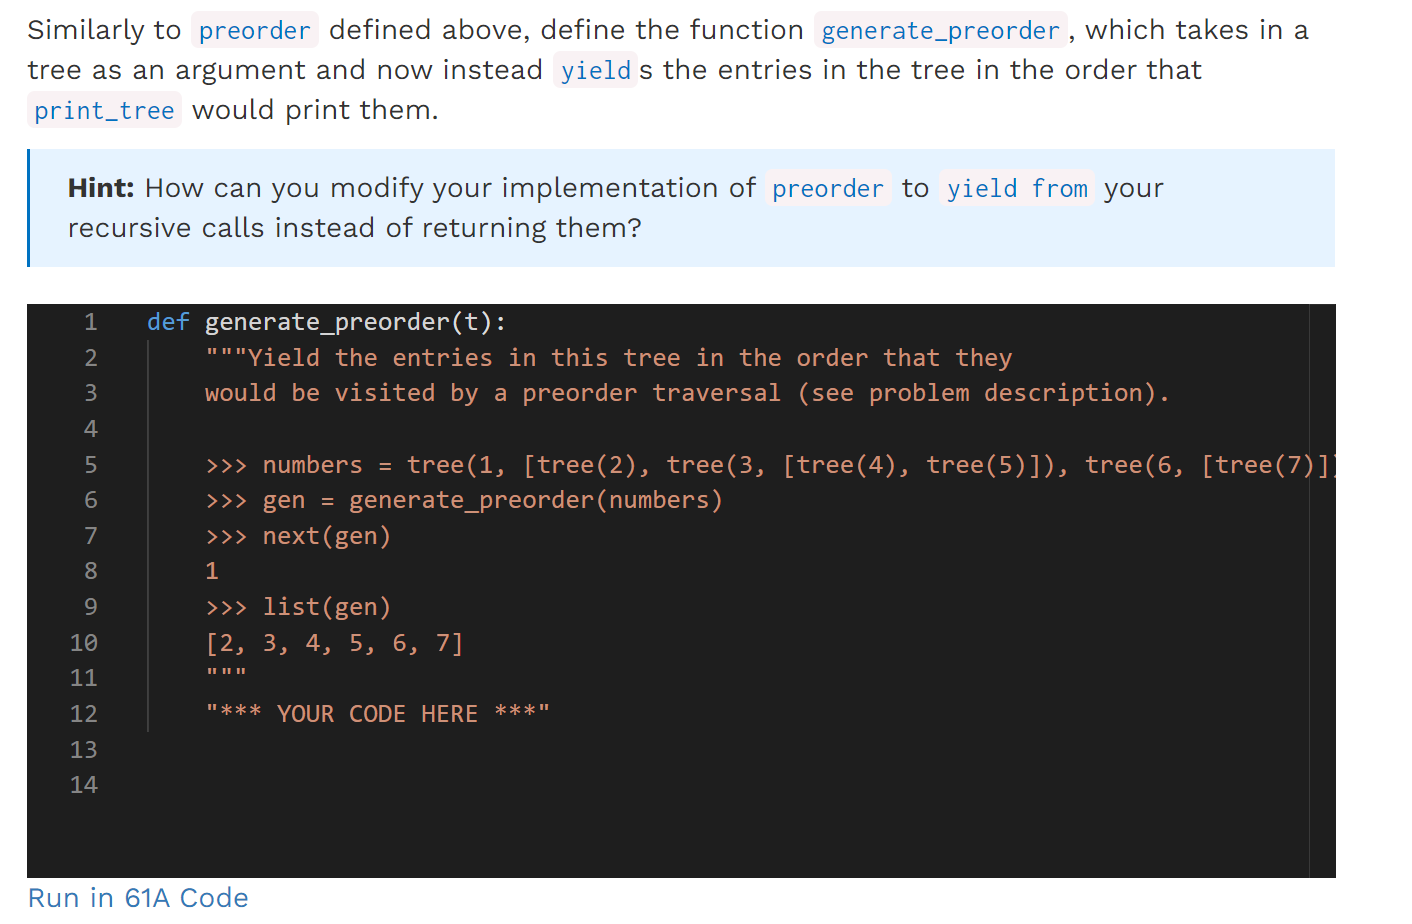 Similarly to preorder defined above, define the function generate_preorder, which takes in a
tree as an argument and now instead yields the entries in the tree in the order that
print_tree would print them.
Hint: How can you modify your implementation of preorder to yield from your
recursive calls instead of returning them?
1 def generate_preorder(t):
2 """Yield the entries in this tree in the order that they
3 would be visited by a preorder traversal (see problem description).
4
5 >>> numbers = tree(1, [tree(2), tree(3, [tree(4), tree(5)]), tree(6, [tree(7)])
6 >>> gen = generate_preorder(numbers)
7 >>> next(gen)
8 1
9 >>> list(gen)
10 [2, 3, 4, 5, 6, 7]
11 """
12 "*** YOUR CODE HERE ***"
13
14
Run in 61A Code